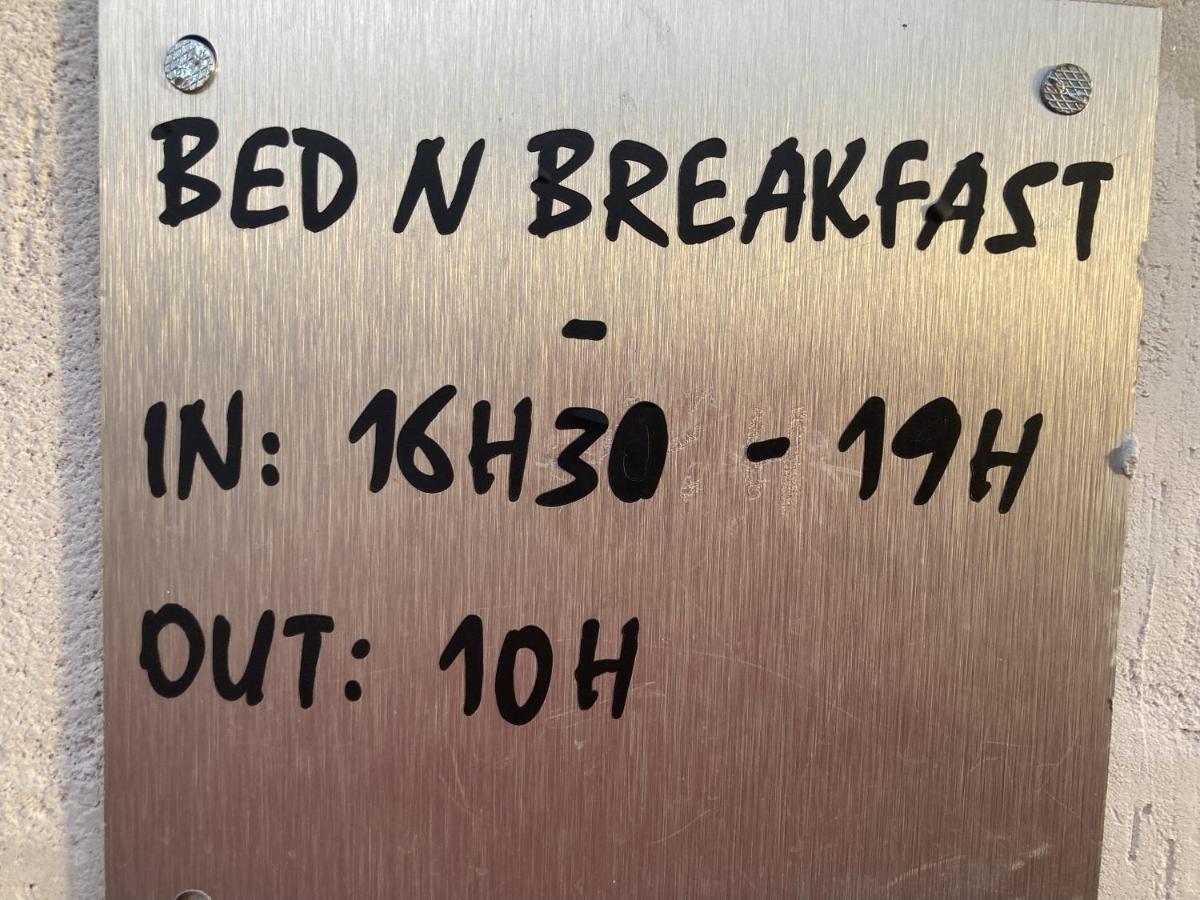 BED N BREAKFAST
-
IN: 16H30 - 19H
OUT: 10H